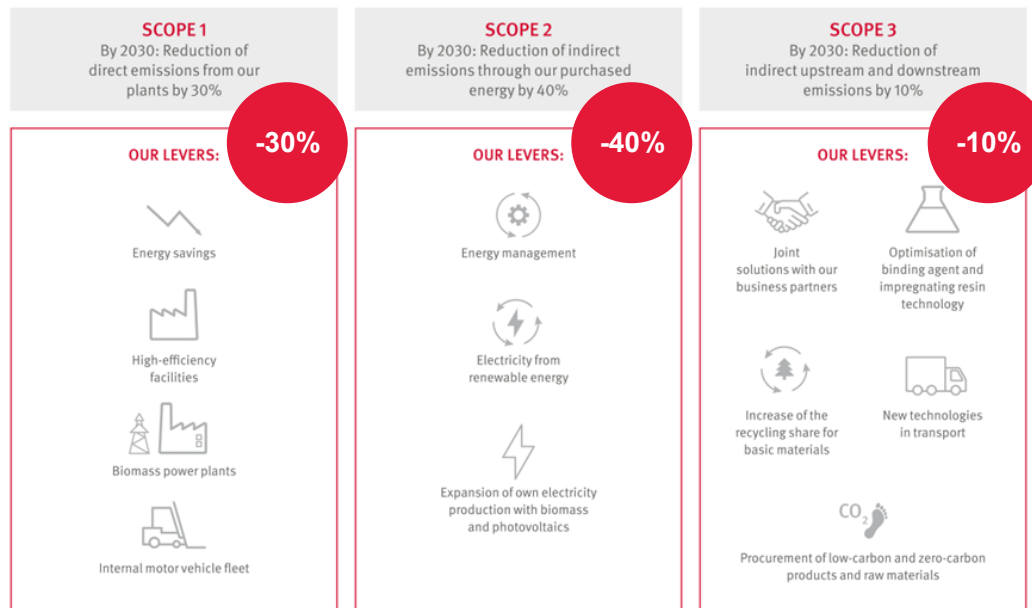 SCOPE 1
By 2030: Reduction of
direct emissions from our
plants by 30%
-30%
OUR LEVERS:
Energy savings
High-efficiency
facilities
Biomass power plants
Internal motor vehicle fleet
SCOPE 2
By 2030: Reduction of indirect
emissions through our purchased
energy by 40%
-40%
OUR LEVERS:
Energy management
Electricity from
renewable energy
Expansion of own electricity
production with biomass
and photovoltaics
SCOPE 3
By 2030: Reduction of
indirect upstream and downstream
emissions by 10%
-10%
OUR LEVERS:
Joint
solutions with our
business partners
Optimisation of
binding agent and
impregnating resin
technology
Increase of the
recycling share for
basic materials
New technologies
in transport
CO₂
Procurement of low-carbon and zero-carbon
products and raw materials